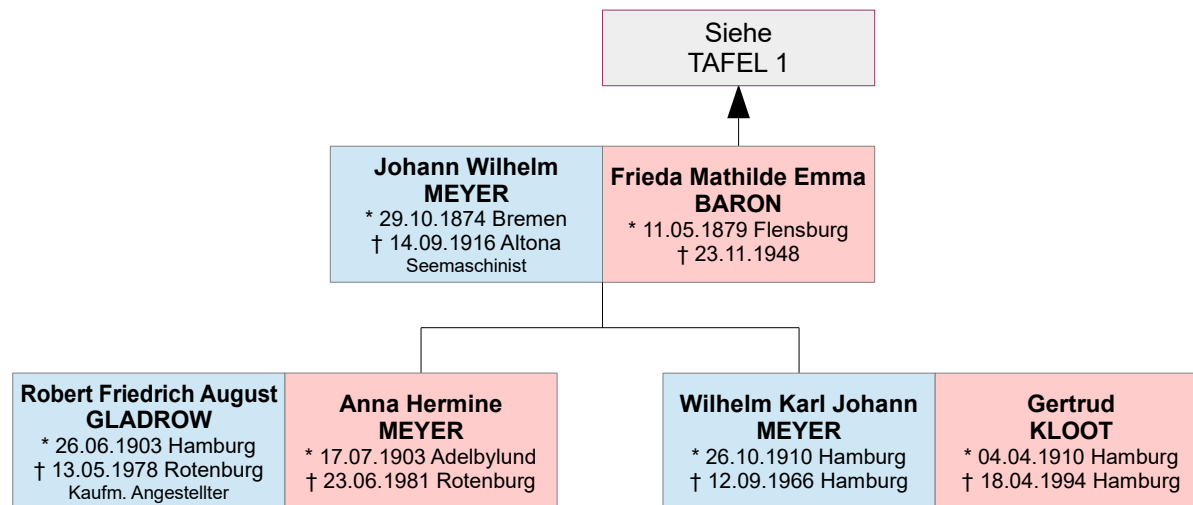 Siehe
TAFEL 1
Johann Wilhelm
MEYER
* 29.10.1874 Bremen
† 14.09.1916 Altona
Seemaschinist
Frieda Mathilde Emma
BARON
* 11.05.1879 Flensburg
† 23.11.1948
Robert Friedrich August
GLADROW
* 26.06.1903 Hamburg
† 13.05.1978 Rotenburg
Kaufm. Angestellter
Anna Hermine
MEYER
* 17.07.1903 Adelbylund
† 23.06.1981 Rotenburg
Wilhelm Karl Johann
MEYER
* 26.10.1910 Hamburg
† 12.09.1966 Hamburg
Gertrud
KLOOT
* 04.04.1910 Hamburg
† 18.04.1994 Hamburg